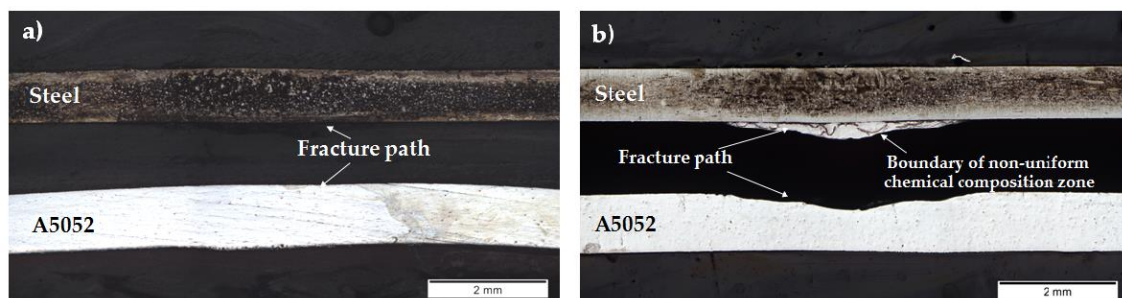 a)
Steel
Fracture path
A5052
2 mm
b)
Steel
Fracture path
Boundary of non-uniform
chemical composition zone
A5052
2 mm